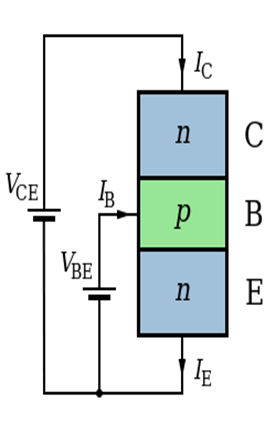 I_C
n C
V_CE I_B p B
V_BE n E
I_E